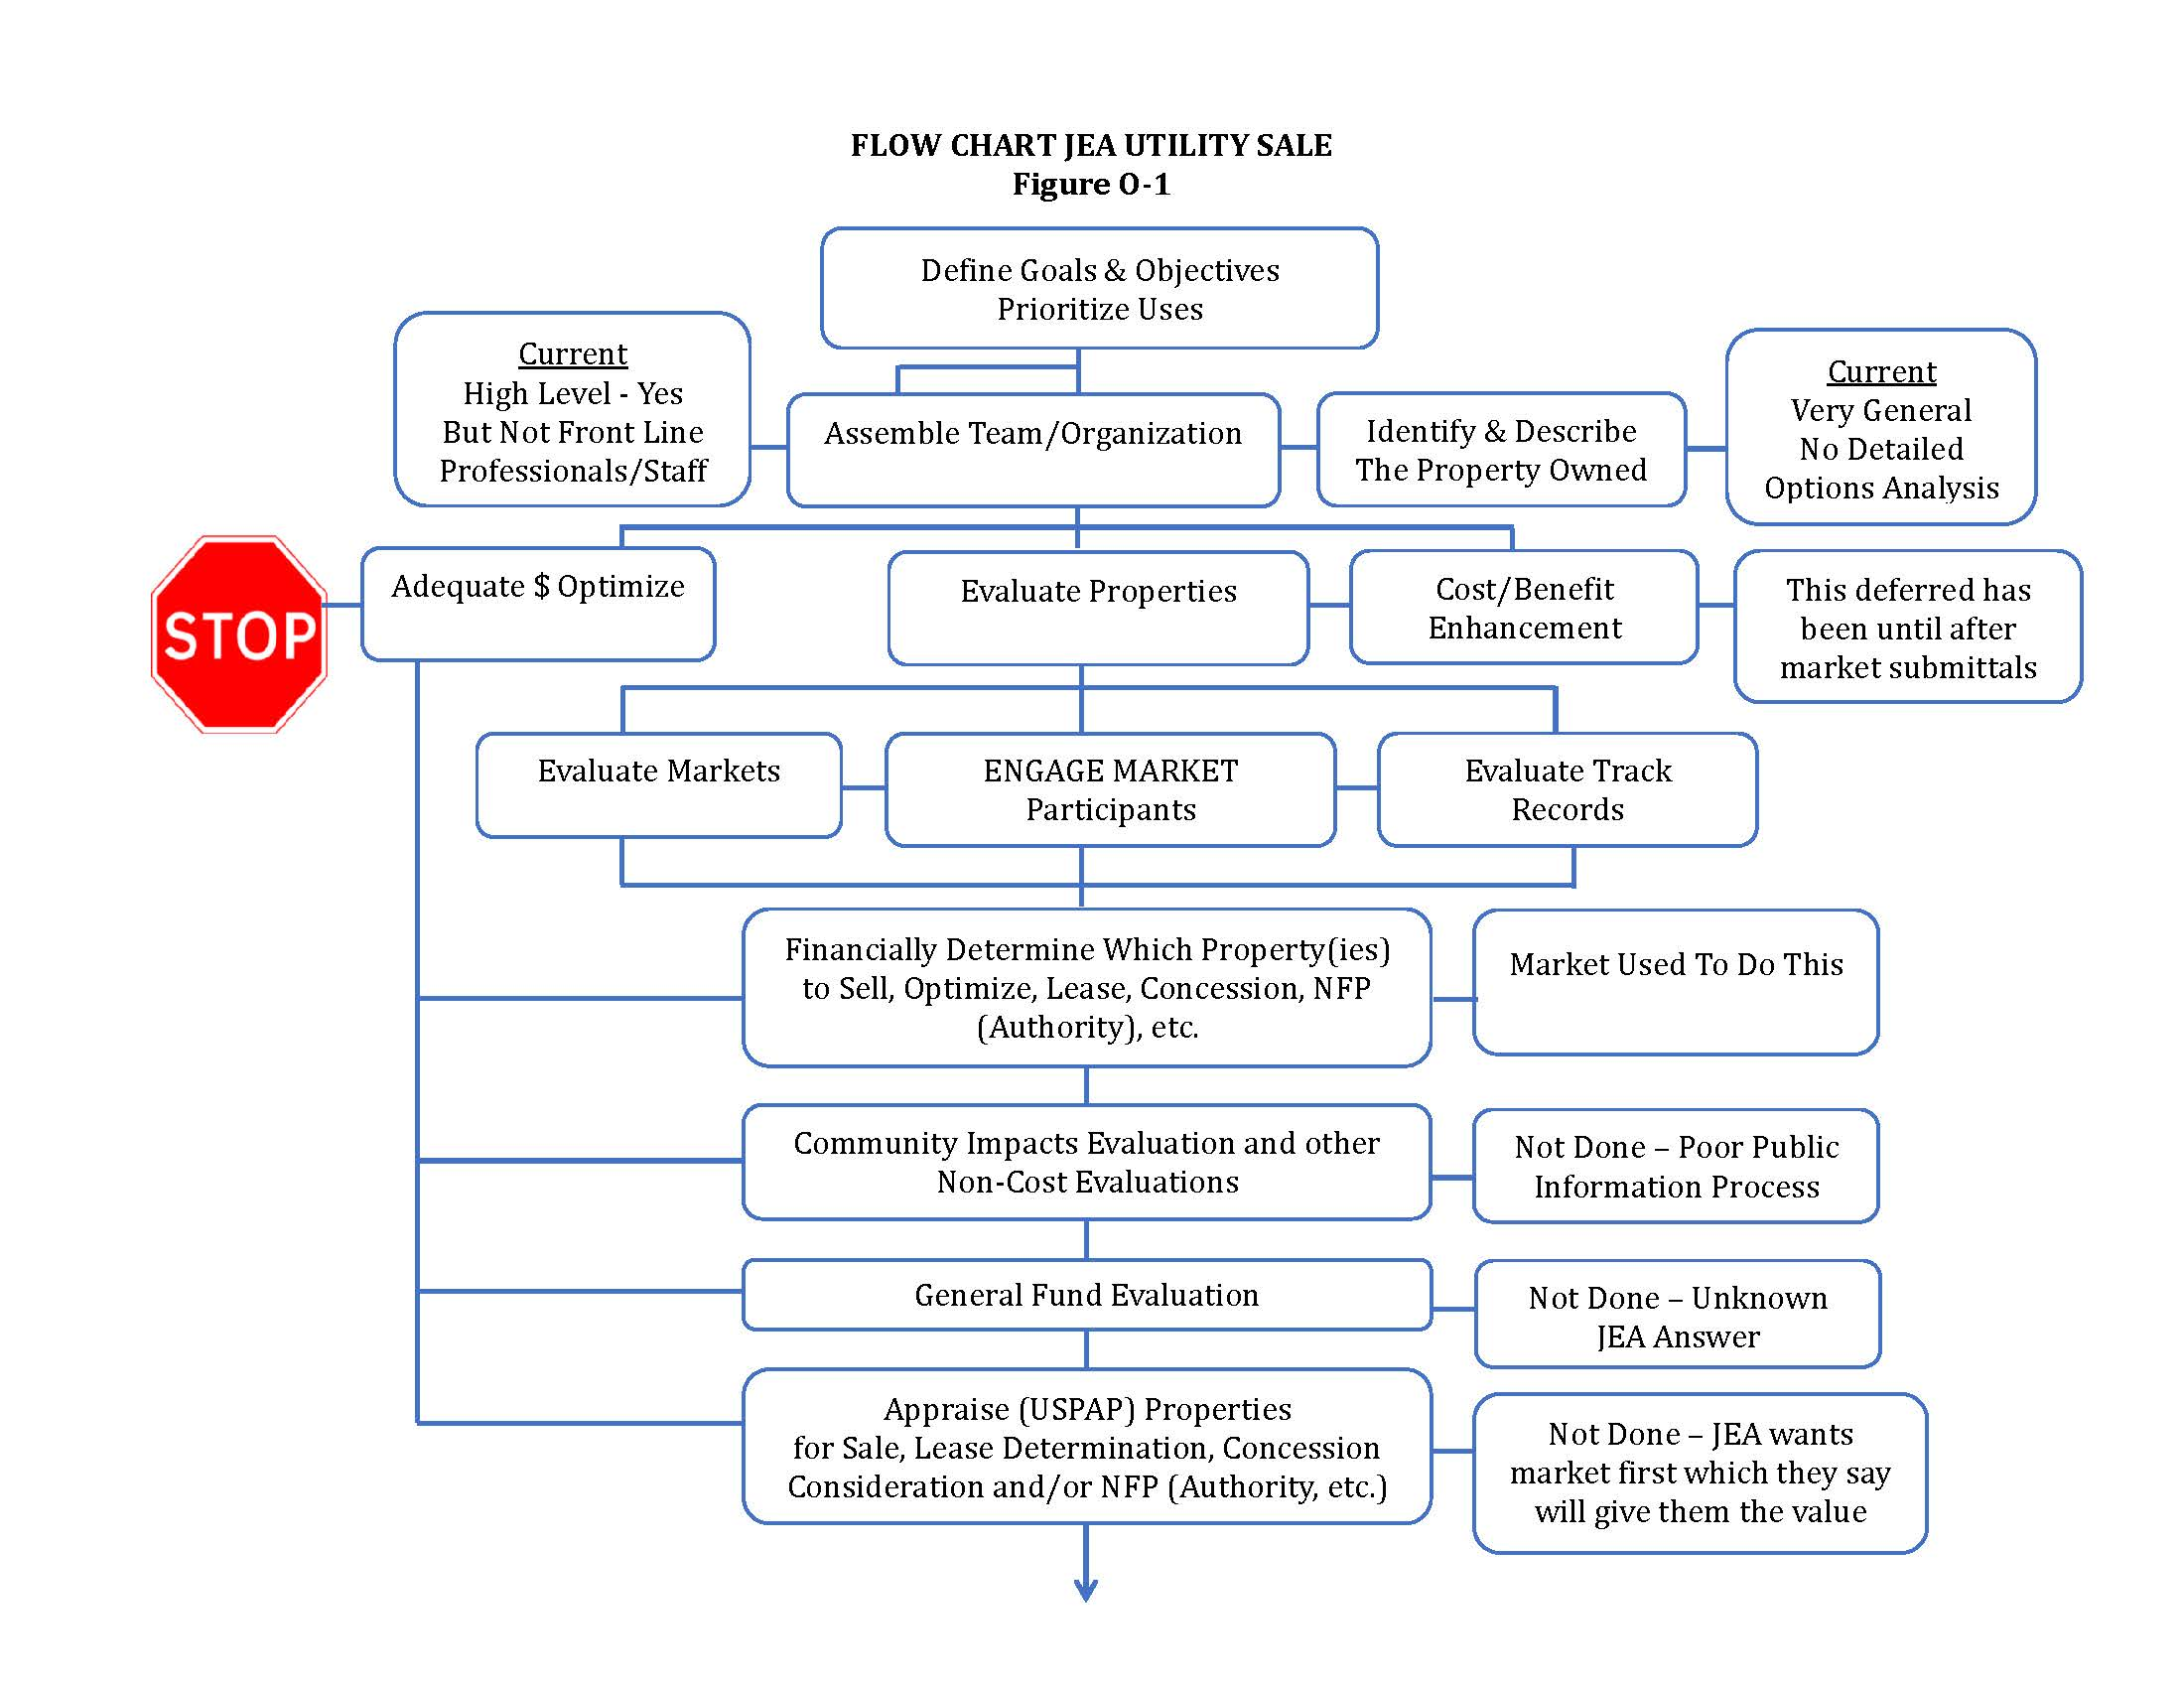 FLOW CHART JEA UTILITY SALE
Figure O-1
Define Goals & Objectives
Prioritize Uses
Current
High Level - Yes
But Not Front Line
Professionals/Staff
Assemble Team/Organization
Identify & Describe
The Property Owned
Current
Very General
No Detailed
Options Analysis
STOP
Adequate $ Optimize
Evaluate Properties
Cost/Benefit
Enhancement
This deferred has
been until after
market submittals
Evaluate Markets
ENGAGE MARKET
Participants
Evaluate Track
Records
Financially Determine Which Property(ies)
to Sell, Optimize, Lease, Concession, NFP
(Authority), etc.
Market Used To Do This
Community Impacts Evaluation and other
Non-Cost Evaluations
Not Done – Poor Public
Information Process
General Fund Evaluation
Not Done – Unknown
JEA Answer
Appraise (USPAP) Properties
for Sale, Lease Determination, Concession
Consideration and/or NFP (Authority, etc.)
Not Done – JEA wants
market first which they say
will give them the value